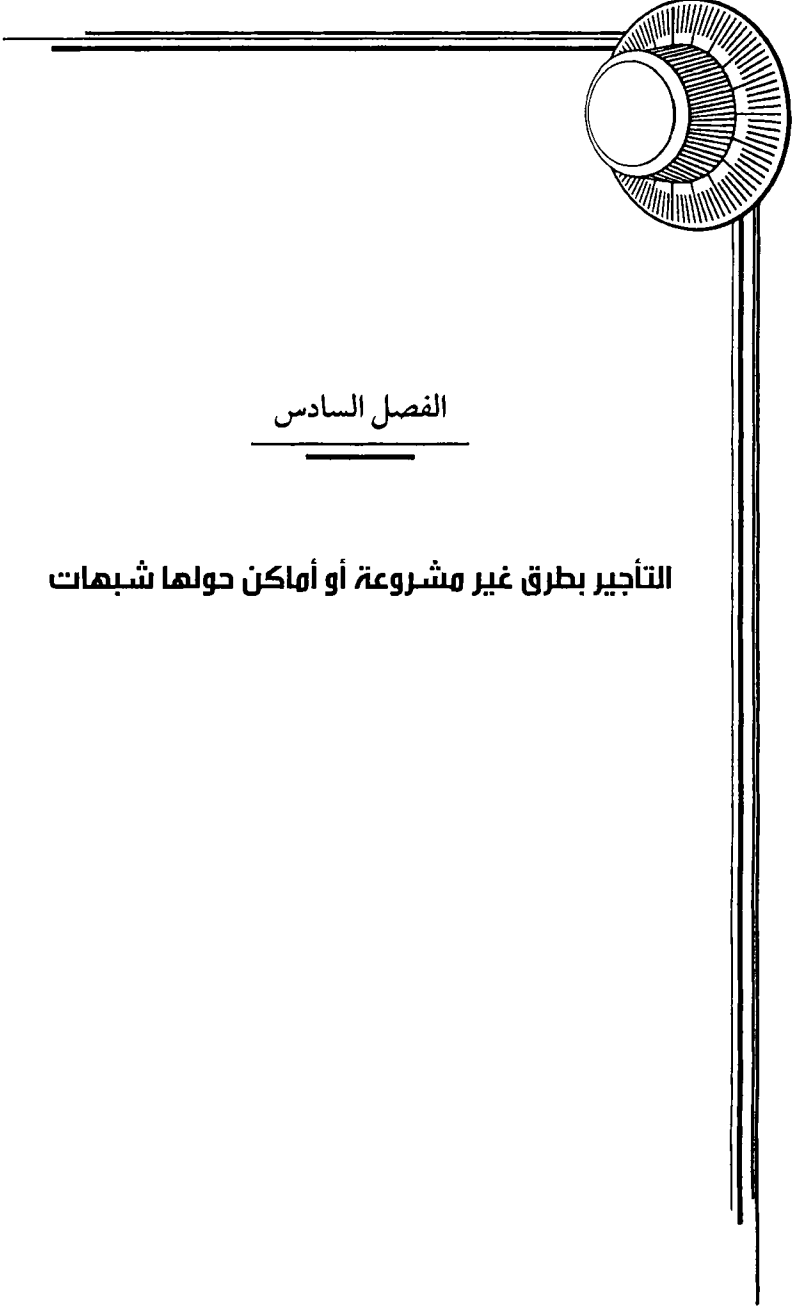 الفصل السادس
التأجير بطرق غير مشروعة أو أماكن حولها شبهات